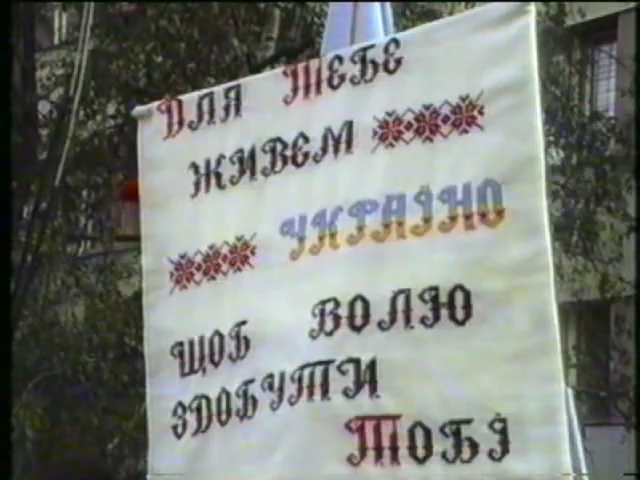 Для Тебе
живем
Україно
щоб волю
здобути
Тобі